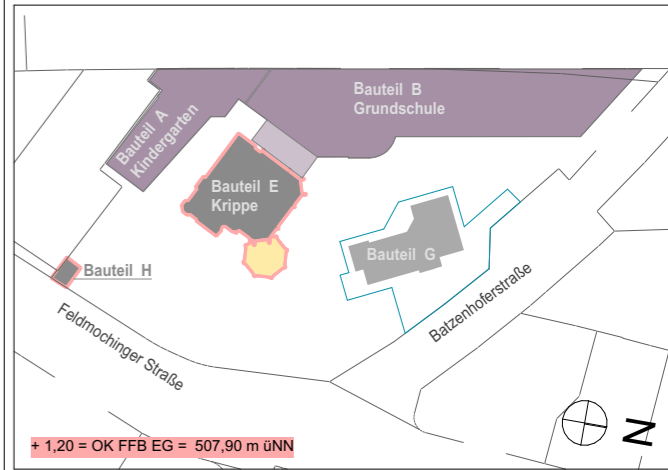 Bauteil B
Grundschule
Bauteil A
Kindergarten
Bauteil E
Krippe
Bauteil G
Bauteil H
Batzenhoferstraße
Feldmochinger Straße
+ 1,20 = OK FFB EG = 507,90 m üNN
N